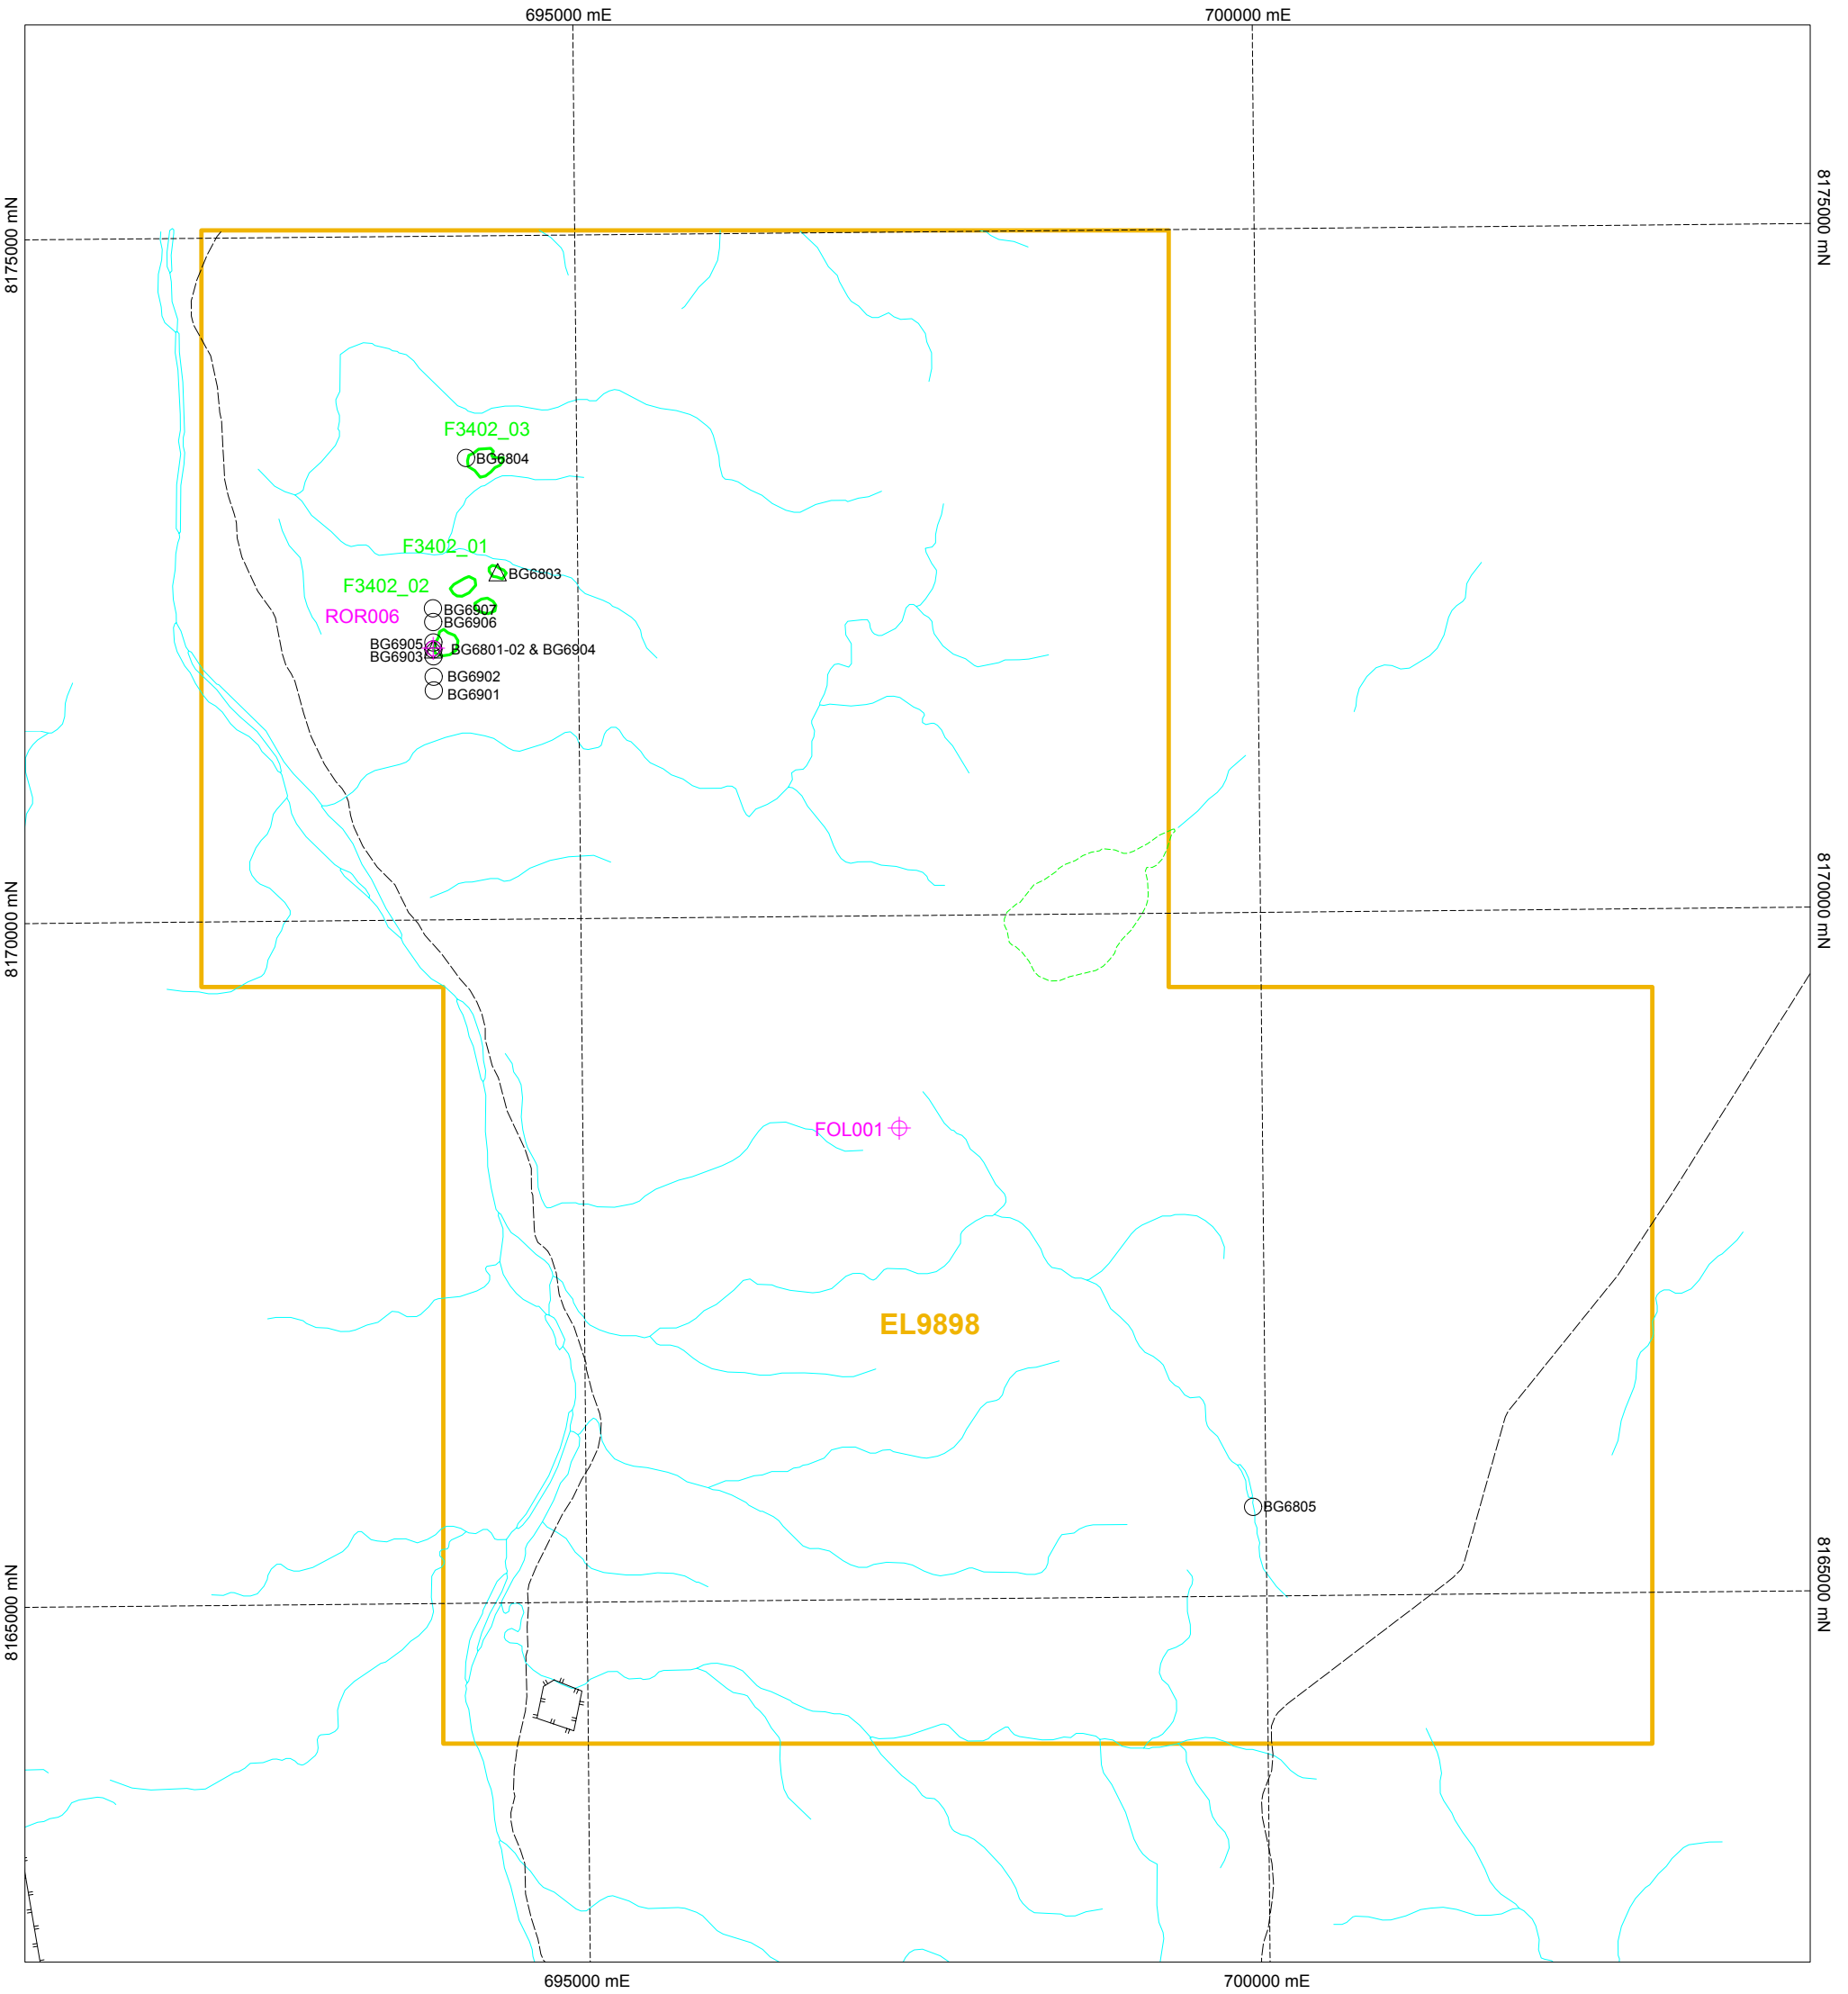 695000 mE
700000 mE
8175000 mN
8175000 mN
F3402_03
BG6804
F3402_01
BG6803
F3402_02
BG6907
ROR006
BG6906
BG6905
BG6801-02 & BG6904
BG6903
BG6902
BG6901
8170000 mN
8170000 mN
FOL001
EL9898
BG6805
8165000 mN
8165000 mN
695000 mE
700000 mE